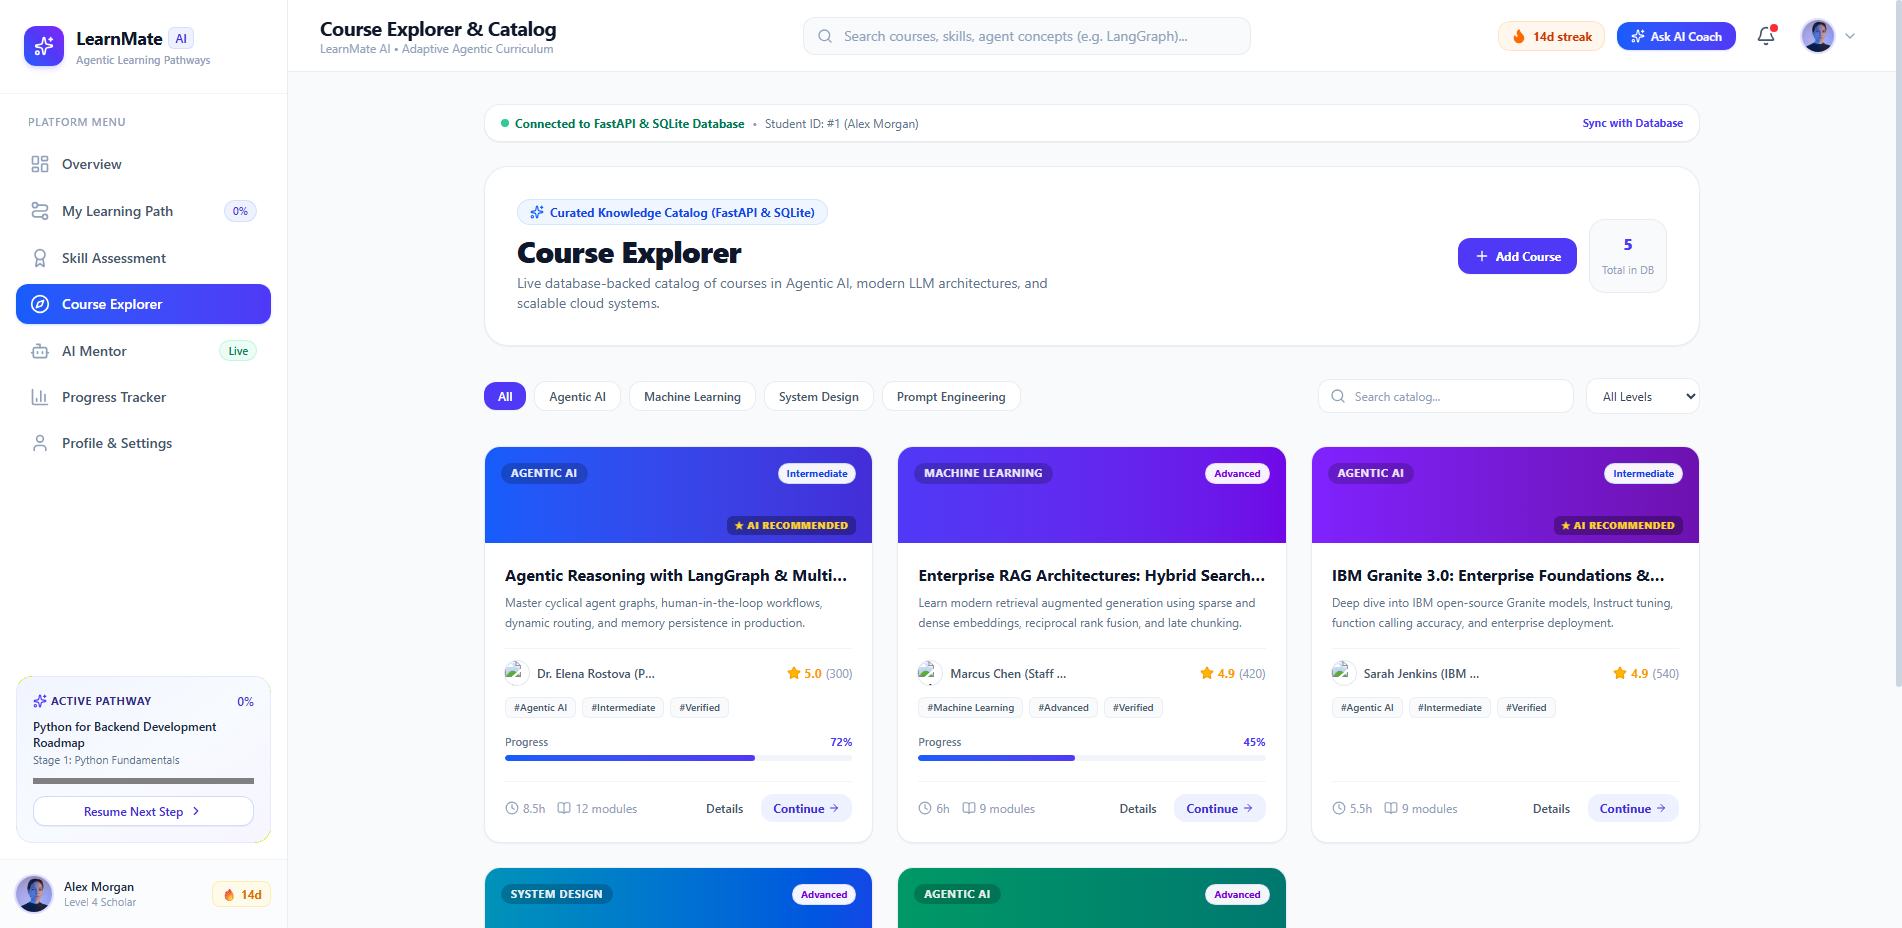 LearnMate AI
Agentic Learning Pathways
PLATFORM MENU
Overview
My Learning Path 0%
Skill Assessment
Course Explorer
AI Mentor Live
Progress Tracker
Profile & Settings
ACTIVE PATHWAY 0%
Python for Backend Development
Roadmap
Stage 1: Python Fundamentals
Resume Next Step
Alex Morgan
Level 4 Scholar
14d
Course Explorer & Catalog
LearnMate AI • Adaptive Agentic Curriculum
Search courses, skills, agent concepts (e.g. LangGraph)...
14d streak
Ask AI Coach
Connected to FastAPI & SQLite Database • Student ID: #1 (Alex Morgan)
Sync with Database
Curated Knowledge Catalog (FastAPI & SQLite)
Course Explorer
Live database-backed catalog of courses in Agentic AI, modern LLM architectures, and
scalable cloud systems.
Add Course
5
Total in DB
All Agentic AI Machine Learning System Design Prompt Engineering
Search catalog...
All Levels
AGENTIC AI Intermediate
★ AI RECOMMENDED
Agentic Reasoning with LangGraph & Multi...
Master cyclical agent graphs, human-in-the-loop workflows,
dynamic routing, and memory persistence in production.
Dr. Elena Rostova (P... 5.0 (300)
#Agentic AI #Intermediate #Verified
Progress 72%
8.5h 12 modules Details Continue
MACHINE LEARNING Advanced
Enterprise RAG Architectures: Hybrid Search...
Learn modern retrieval augmented generation using sparse and
dense embeddings, reciprocal rank fusion, and late chunking.
Marcus Chen (Staff ... 4.9 (420)
#Machine Learning #Advanced #Verified
Progress 45%
6h 9 modules Details Continue
AGENTIC AI Intermediate
★ AI RECOMMENDED
IBM Granite 3.0: Enterprise Foundations &...
Deep dive into IBM open-source Granite models, Instruct tuning,
function calling accuracy, and enterprise deployment.
Sarah Jenkins (IBM ... 4.9 (540)
#Agentic AI #Intermediate #Verified
5.5h 9 modules Details Continue
SYSTEM DESIGN Advanced
AGENTIC AI Advanced